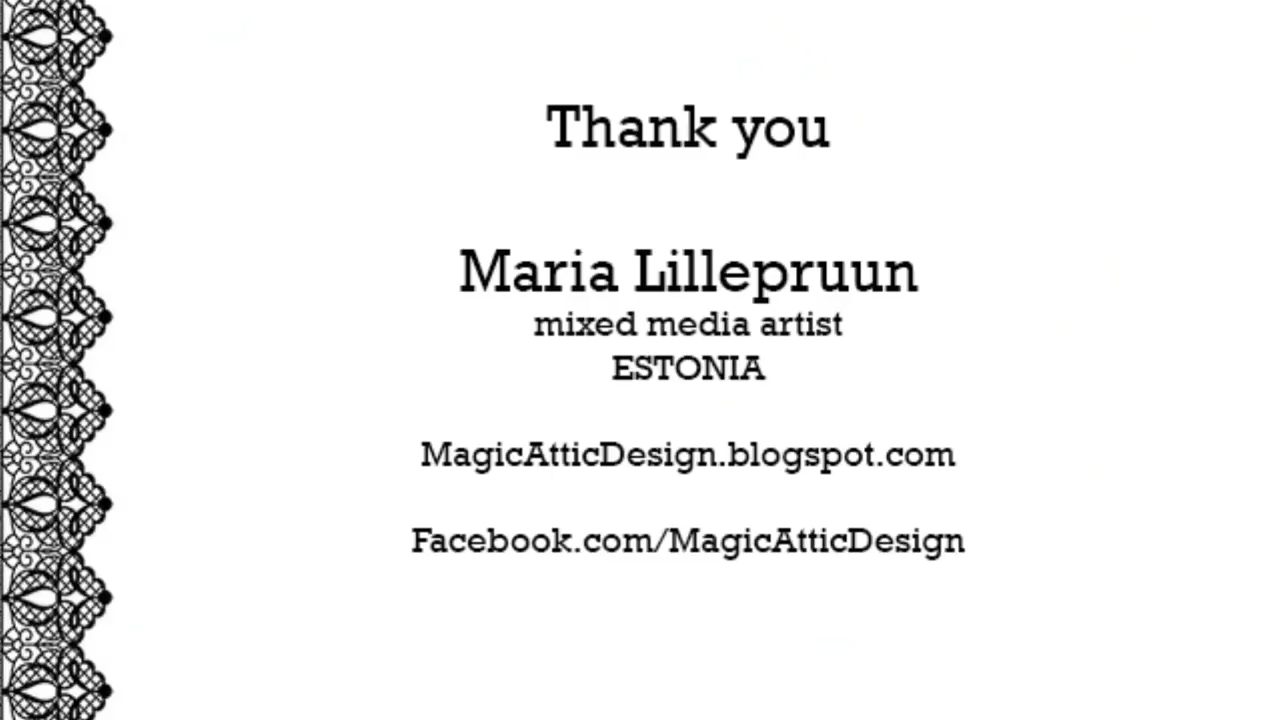 Thank you
Maria Lillepruun
mixed media artist
ESTONIA
MagicAtticDesign.blogspot.com
Facebook.com/MagicAtticDesign